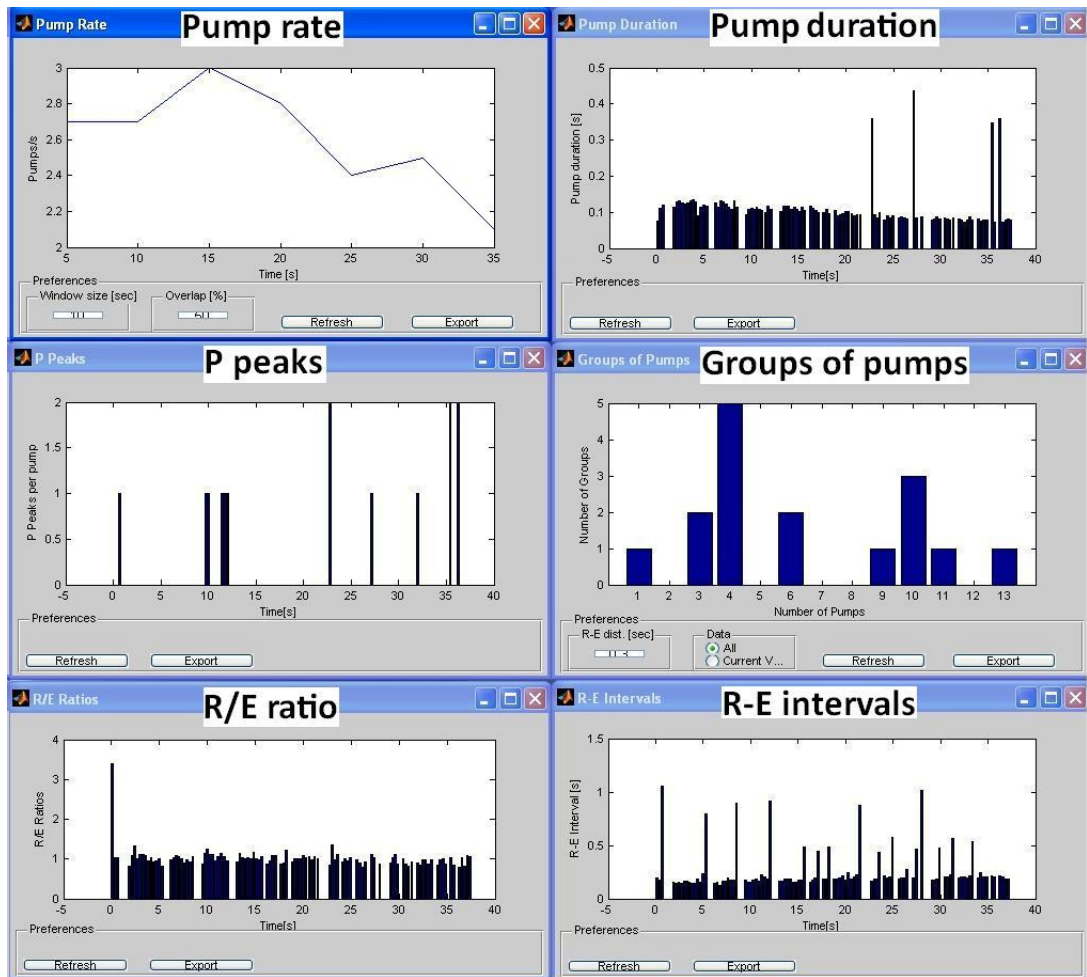 Pump Rate
Pump rate
3
2.8
2.6
2.4
2.2
2
Pumps/s
5 10 15 20 25 30 35
Time [s]
Preferences
Window size [sec]
Overlap [%]
Refresh
Export
Pump Duration
Pump duration
0.5
0.4
0.3
0.2
0.1
0
Pump duration [s]
-5 0 5 10 15 20 25 30 35 40
Time[s]
Preferences
Refresh
Export
P Peaks
P peaks
2
1.5
1
0.5
0
P Peaks per pump
-5 0 5 10 15 20 25 30 35 40
Time[s]
Preferences
Refresh
Export
Groups of Pumps
Groups of pumps
5
4
3
2
1
0
Number of Groups
1 2 3 4 5 6 7 8 9 10 11 12 13
Number of Pumps
Preferences
R-E dist. [sec]
Data
All
Current V...
Refresh
Export
R/E Ratios
R/E ratio
4
3
2
1
0
R/E Ratios
-5 0 5 10 15 20 25 30 35 40
Time[s]
Preferences
Refresh
Export
R-E Intervals
R-E intervals
1.5
1
0.5
0
R-E Interval [s]
-5 0 5 10 15 20 25 30 35 40
Time[s]
Preferences
Refresh
Export